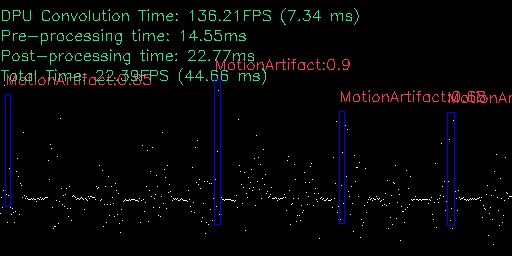 DPU Convolution Time: 136.21FPS (7.34 ms)
Pre-processing time: 14.55ms
Post-processing time: 22.77ms
MotionArtifact:0.9
Total Time: 22.39FPS (44.66 ms)
MotionArtifact:0.85
MotionArtifact:0.68
MotionAr